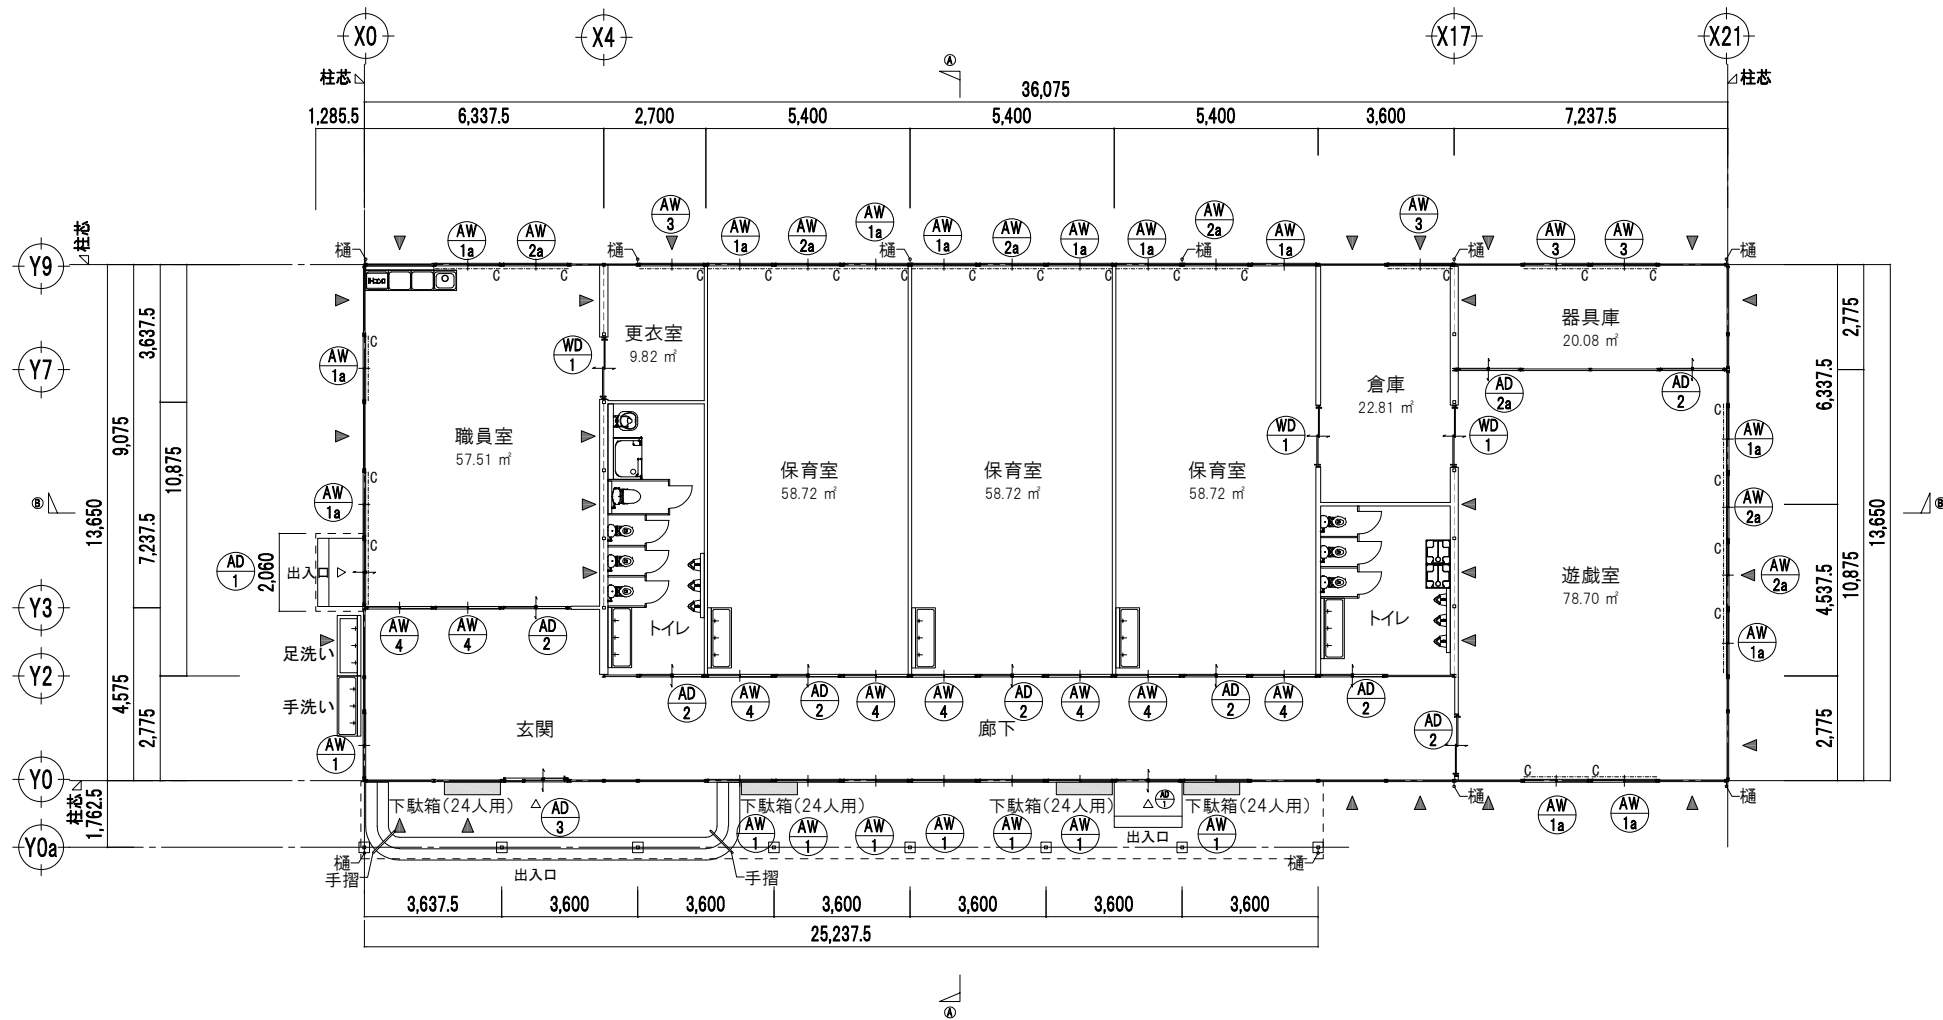 X0 X4 X17 X21
柱芯 柱芯
Ⓐ
36,075
1,285.5 6,337.5 2,700 5,400 5,400 5,400 3,600 7,237.5
AW 3 AW 3
AW 1a AW 2a AW 1a AW 2a AW 1a AW 1a AW 2a AW 1a AW 1a AW 2a AW 1a AW 3 AW 3
柱芯
樋 樋 樋 樋 樋 樋
Y9
C C C C C C C C C C C C C C
更衣室
9.82 ㎡
器具庫
20.08 ㎡
3,637.5 2,775
WD 1
Y7
AW 1a
C
6,337.5
倉庫
22.81 ㎡
AD 2a AD 2
C
9,075
職員室
57.51 ㎡
WD 1 WD 1
AW 1a
10,875
保育室
58.72 ㎡
保育室
58.72 ㎡
保育室
58.72 ㎡
C C
AW 1a AW 2a
Ⓑ Ⓑ
13,650 13,650
7,237.5
C C
AD 1
2,060
出入口
遊戯室
78.70 ㎡
AW 2a
4,537.5
10,875
Y3
C
AW 4 AW 4 AD 2
トイレ トイレ
AW 1a
足洗い
Y2
4,575
手洗い
AD 2 AW 4 AD 2 AW 4 AW 4 AD 2 AW 4 AW 4 AD 2 AW 4 AD 2
2,775 2,775
玄関 廊下
AD 2
AW 1
Y0
C C
柱芯
1,762.5
下駄箱(24人用) 下駄箱(24人用) 下駄箱(24人用) 下駄箱(24人用)
樋 樋
AD 3 AD 1
AW 1 AW 1 AW 1 AW 1 AW 1 AW 1 AW 1
AW 1a AW 1a
出入口
Y0a
樋 樋
手摺 手摺
出入口
3,637.5 3,600 3,600 3,600 3,600 3,600 3,600
25,237.5
Ⓐ